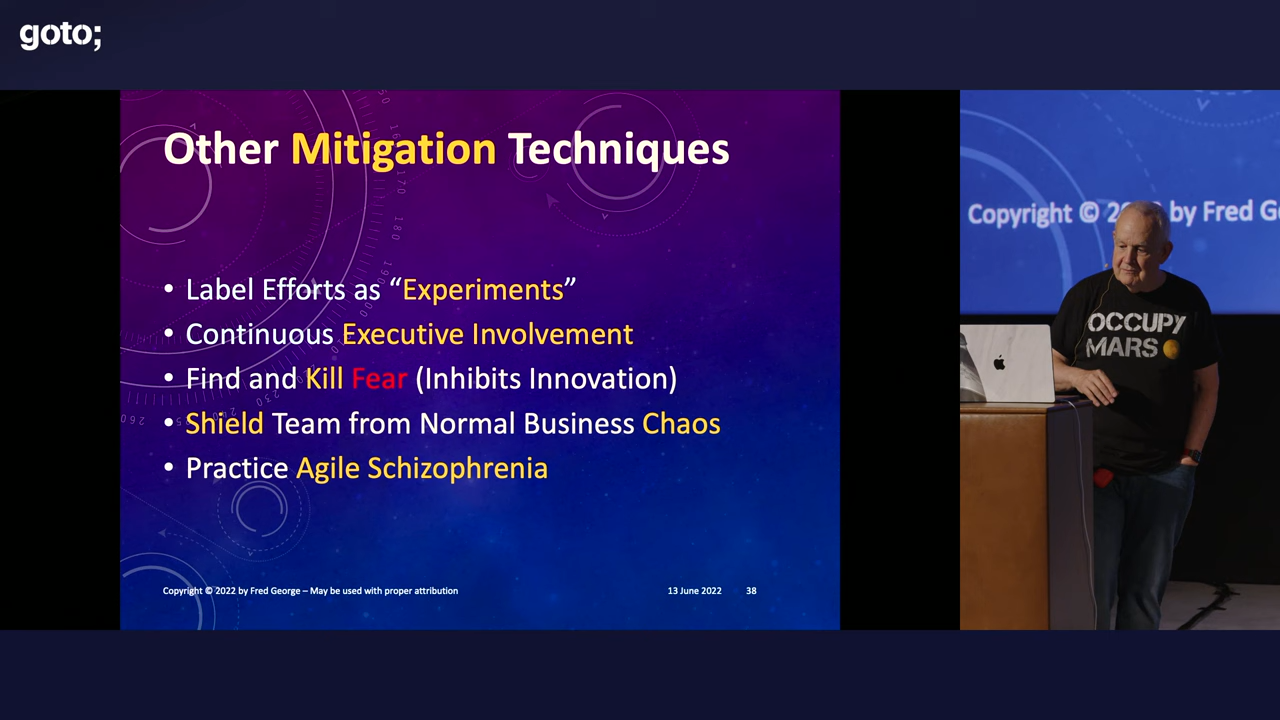 goto;
Other Mitigation Techniques
• Label Efforts as “Experiments”
• Continuous Executive Involvement
• Find and Kill Fear (Inhibits Innovation)
• Shield Team from Normal Business Chaos
• Practice Agile Schizophrenia
Copyright © 2022 by Fred George – May be used with proper attribution
13 June 2022 38
Copyright © by Fred
OCCUPY
MARS